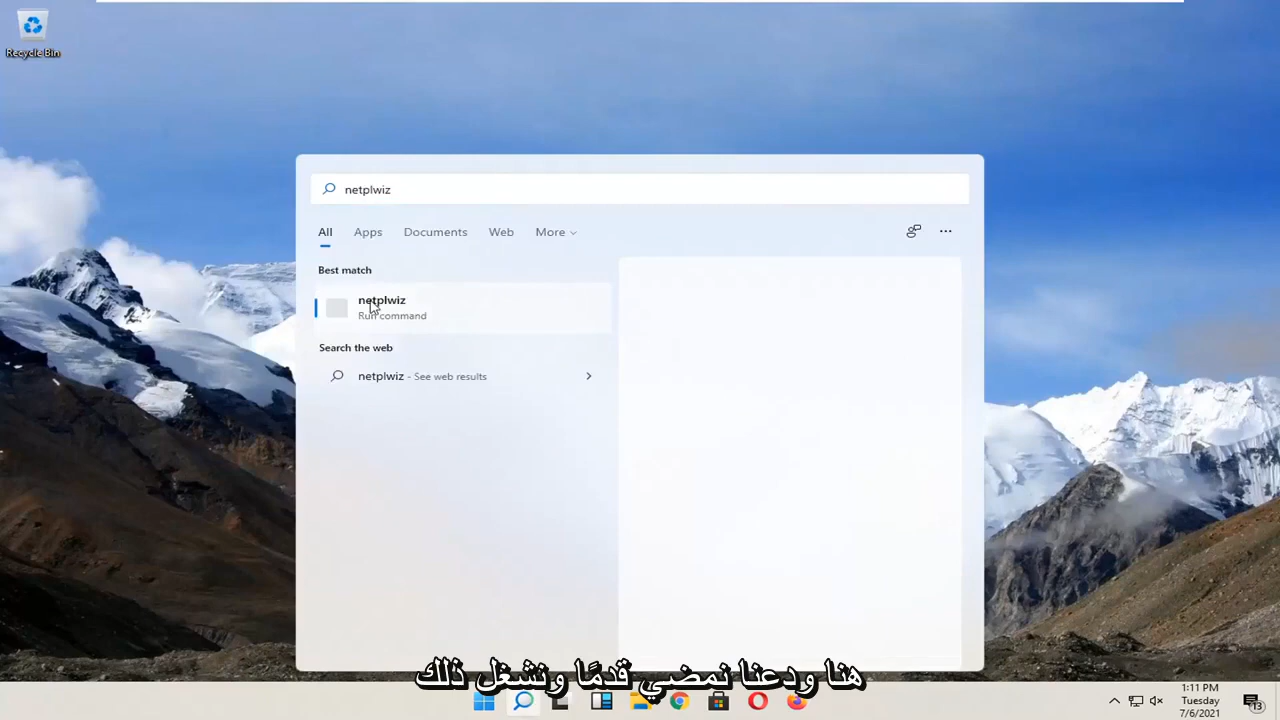 Recycle Bin
netplwiz
All Apps Documents Web More
Best match
netplwiz
Run command
Search the web
netplwiz - See web results
هنا ودعنا نمضي قدمًا ونشغل ذلك
1:11 PM
Tuesday
7/6/2021
13